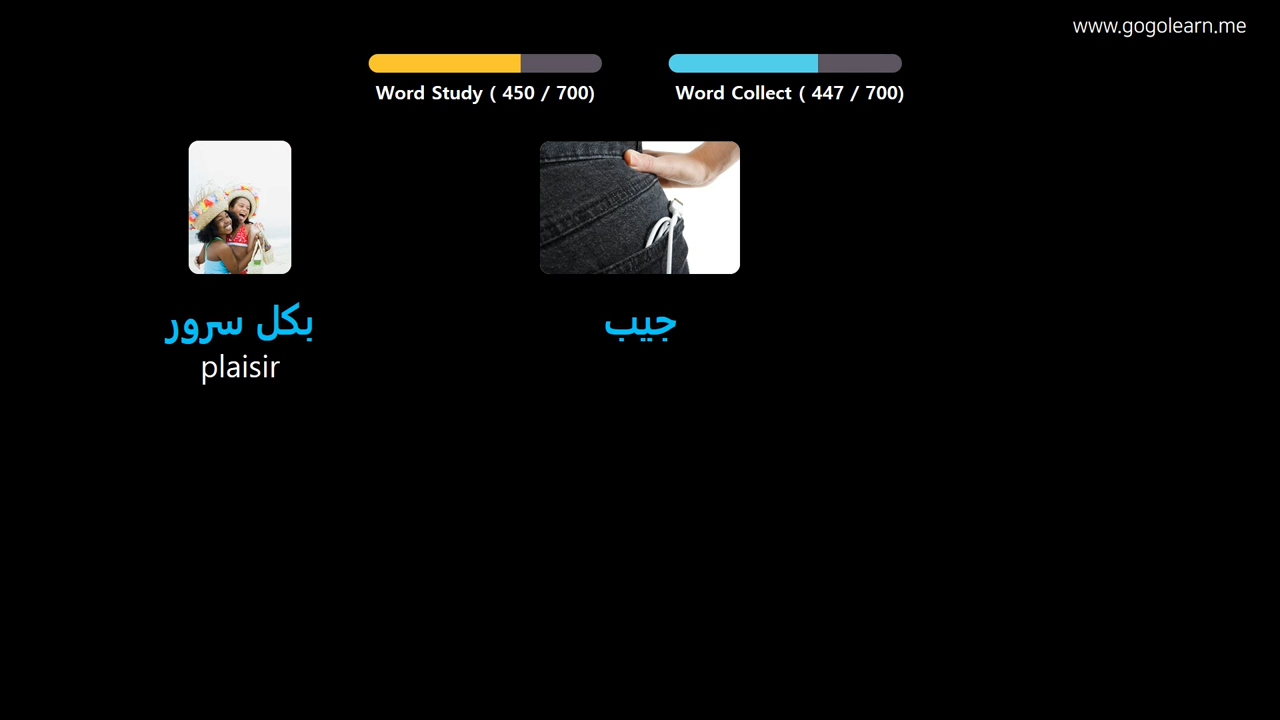 www.gogolearn.me
Word Study ( 450 / 700)
Word Collect ( 447 / 700)
بكل سرور
plaisir
جيب